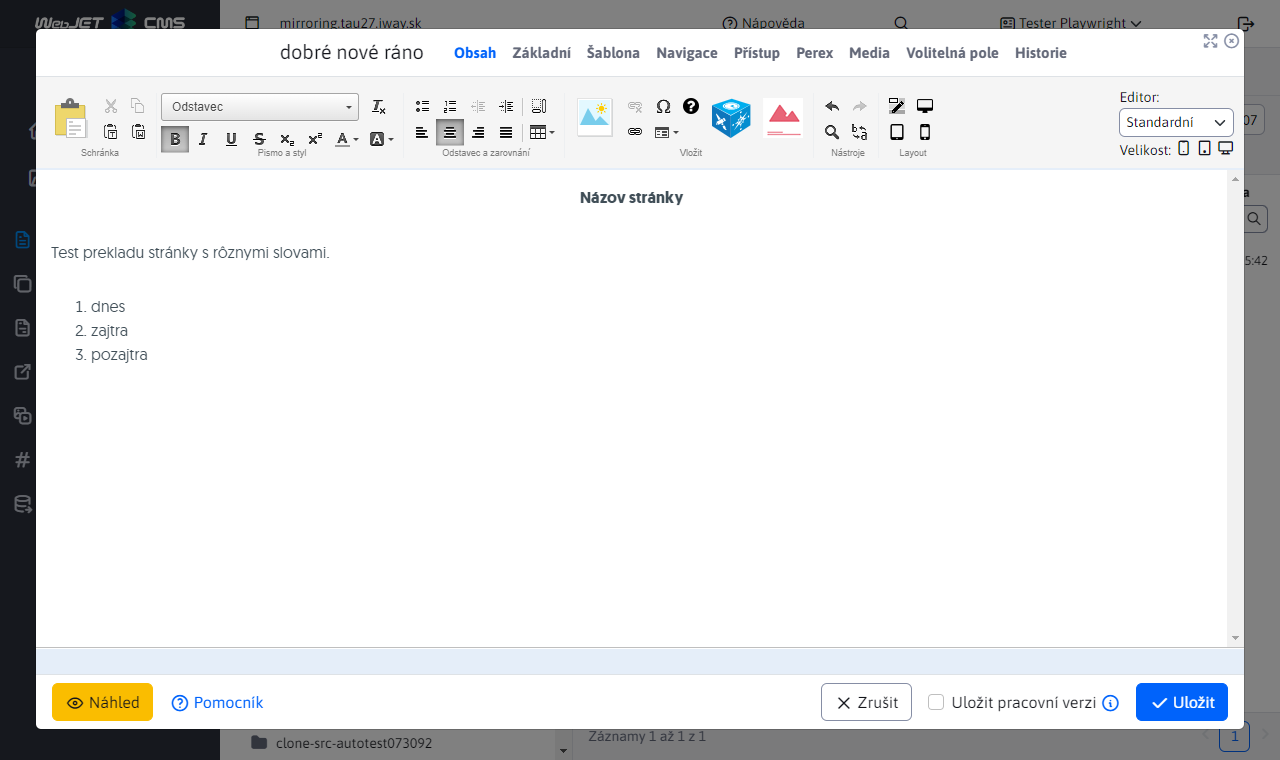 WebJET CMS
mirroring.tau27.iway.sk
Nápověda
Tester Playwright
dobré nové ráno
Obsah
Základní
Šablona
Navigace
Přístup
Perex
Media
Volitelná pole
Historie
Odstavec
Schránka
Písmo a styl
Odstavec a zarovnání
Vložit
Nástroje
Layout
Editor:
Standardní
Velikost:
07
a
5:42
Názov stránky
Test prekladu stránky s rôznymi slovami.
1. dnes
2. zajtra
3. pozajtra
Náhled
Pomocník
Zrušit
Uložit pracovní verzi
Uložit
clone-src-autotest073092
Záznamy 1 až 1 z 1
1